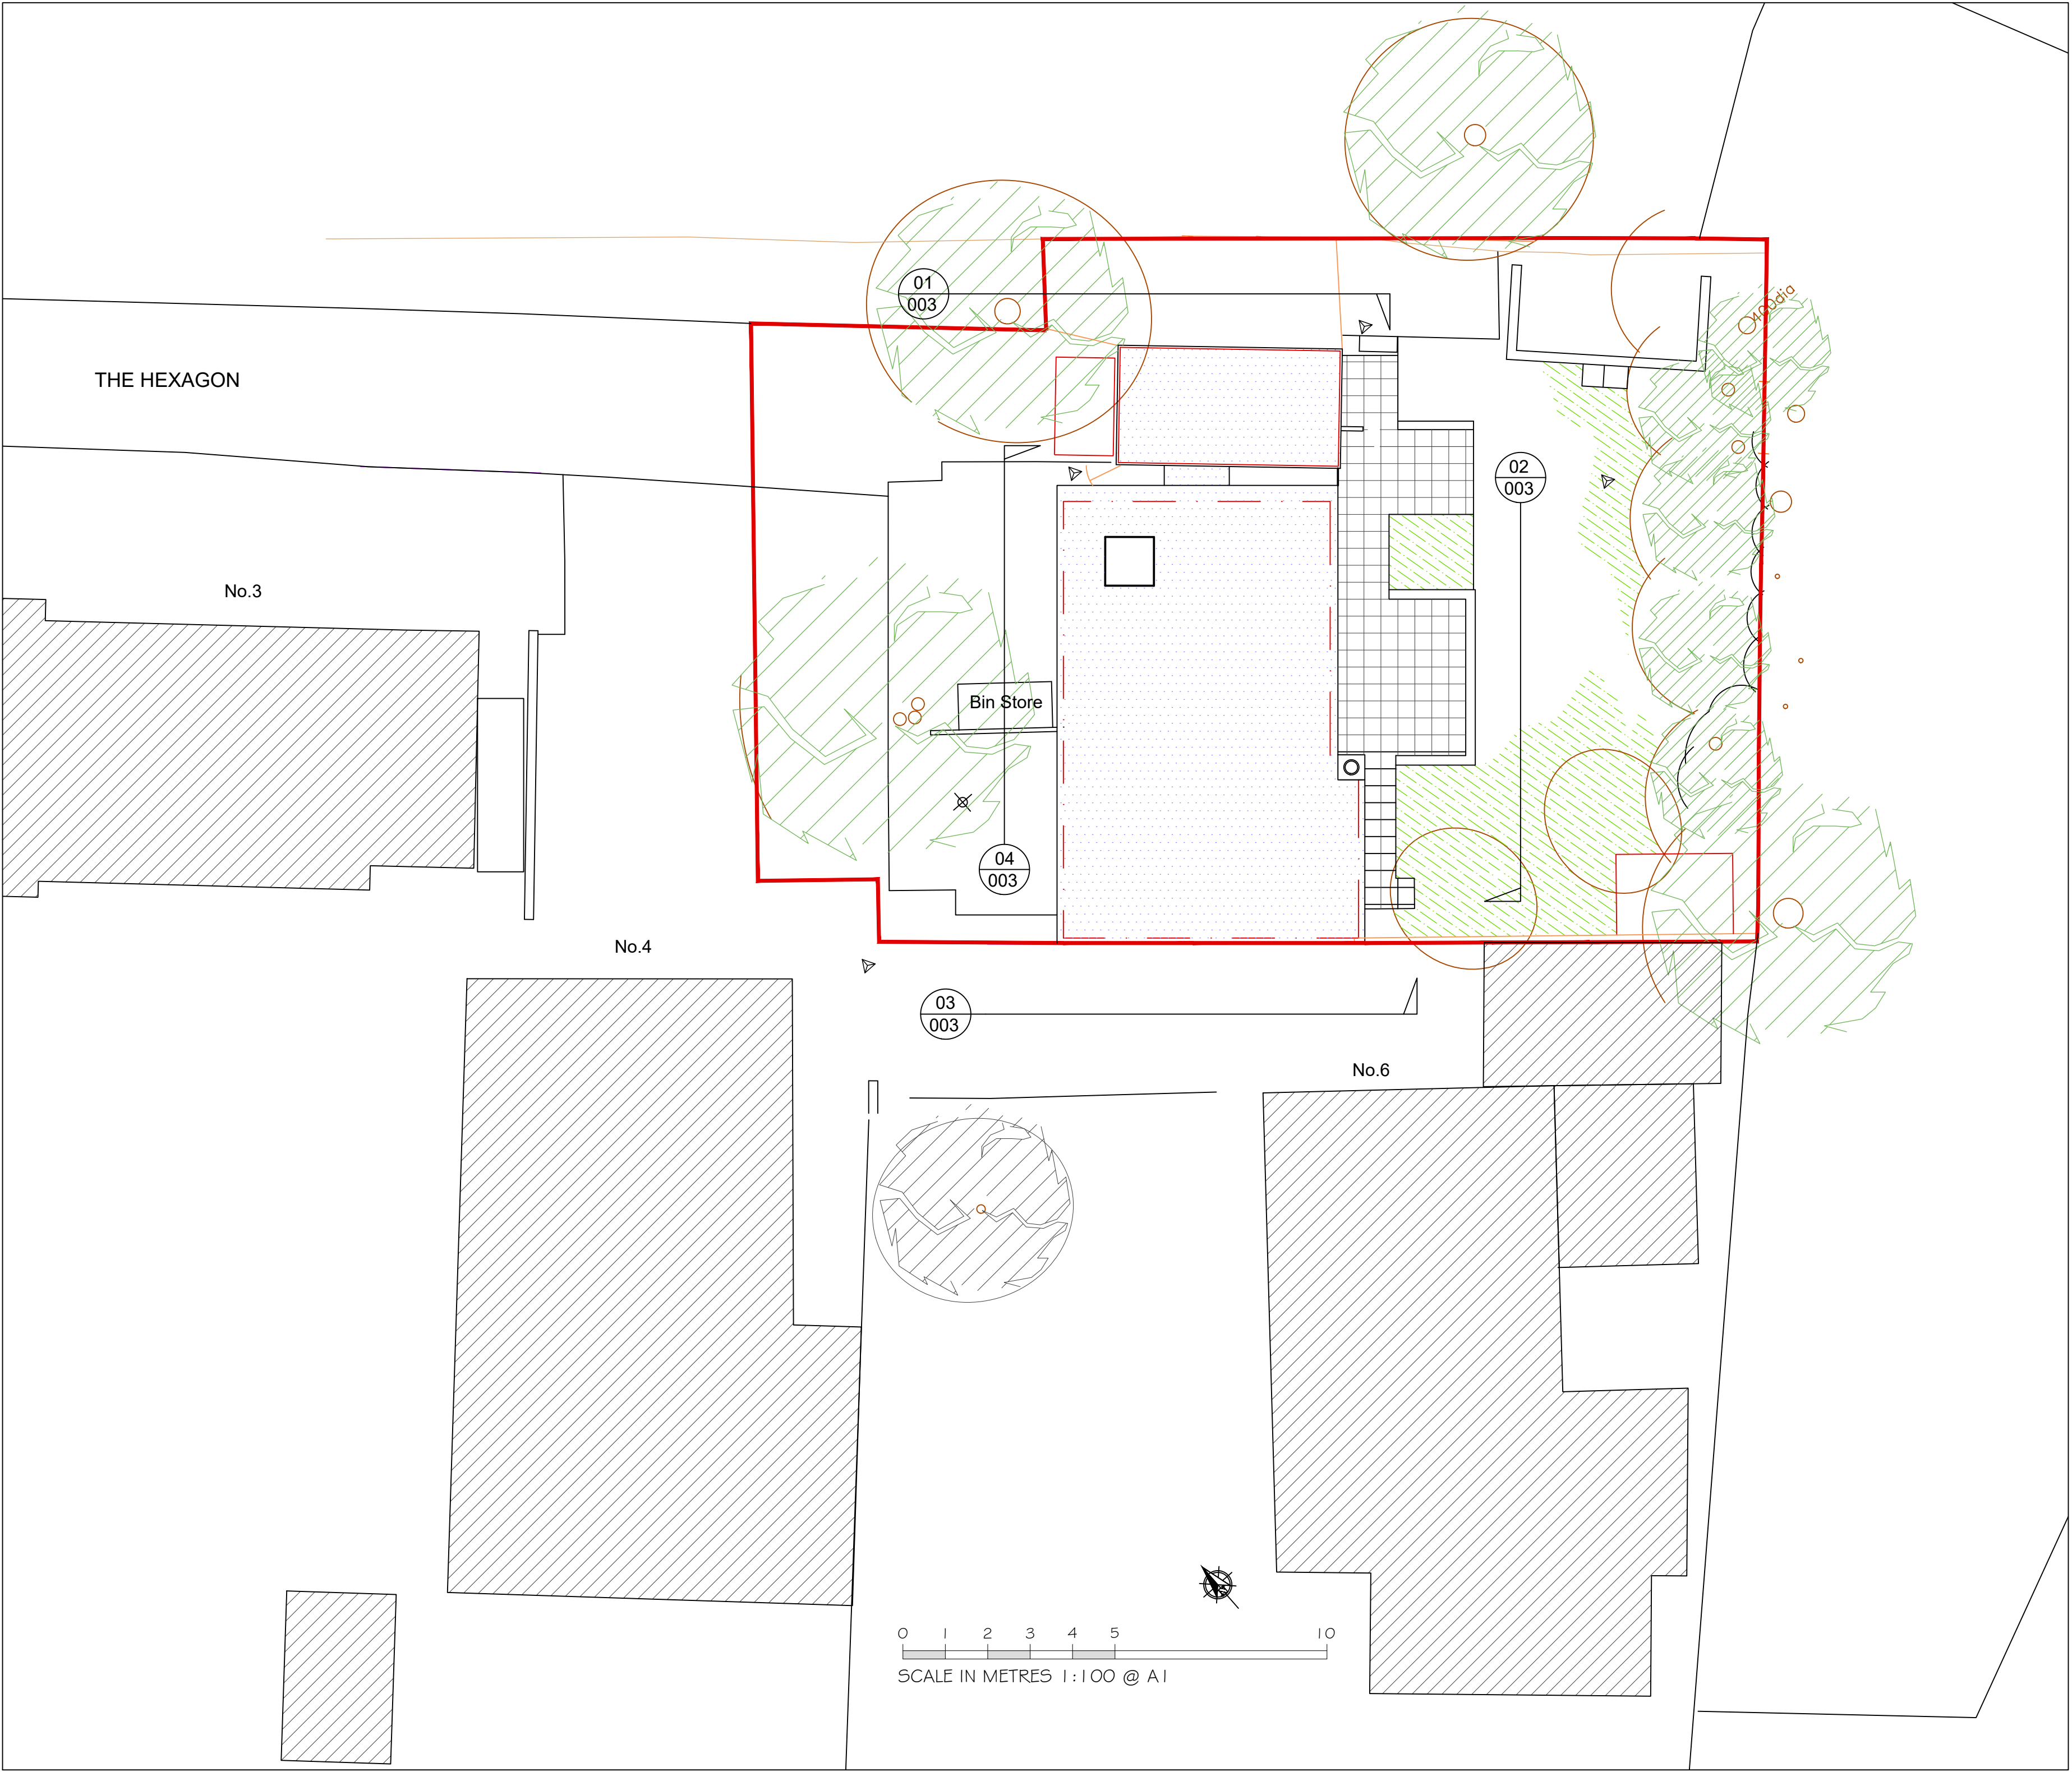 01
003
400dia
THE HEXAGON
02
003
No.3
Bin Store
04
003
No.4
03
003
No.6
0 1 2 3 4 5 10
SCALE IN METRES 1:100 @ A1